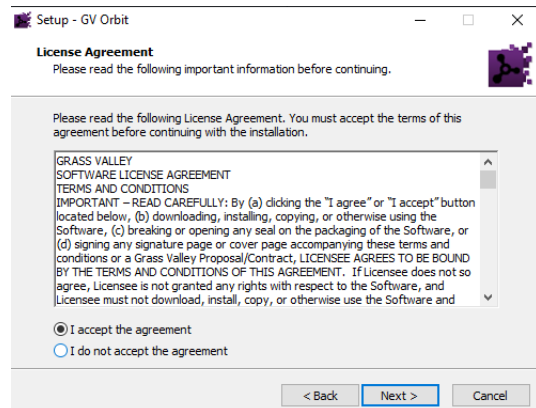 Setup - GV Orbit
License Agreement
Please read the following important information before continuing.
Please read the following License Agreement. You must accept the terms of this
agreement before continuing with the installation.
GRASS VALLEY
SOFTWARE LICENSE AGREEMENT
TERMS AND CONDITIONS
IMPORTANT – READ CAREFULLY: By (a) clicking the “I agree” or “I accept” button
located below, (b) downloading, installing, copying, or otherwise using the
Software, (c) breaking or opening any seal on the packaging of the Software, or
(d) signing any signature page or cover page accompanying these terms and
conditions or a Grass Valley Proposal/Contract, LICENSEE AGREES TO BE BOUND
BY THE TERMS AND CONDITIONS OF THIS AGREEMENT. If Licensee does not so
agree, Licensee is not granted any rights with respect to the Software, and
Licensee must not download, install, copy, or otherwise use the Software and
I accept the agreement
I do not accept the agreement
< Back Next > Cancel